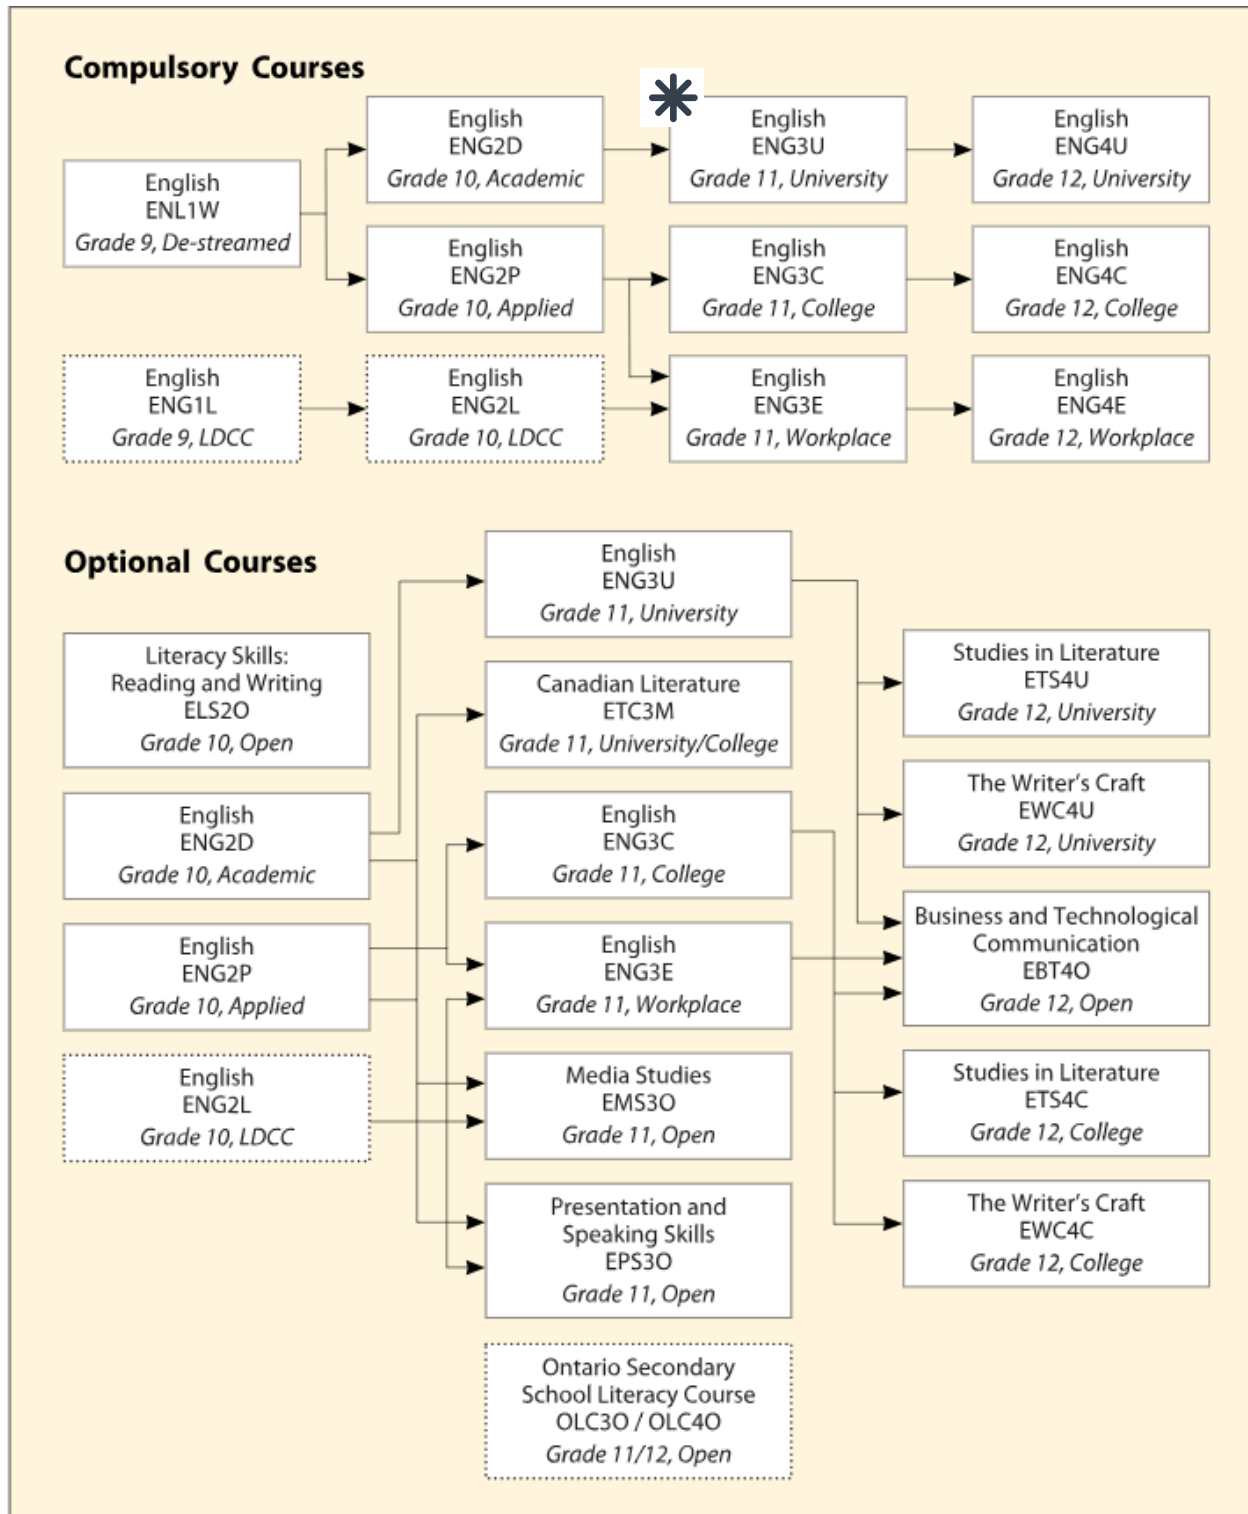 Compulsory Courses
English
ENL1W
Grade 9, De-streamed
English
ENG2D
Grade 10, Academic
English
ENG3U
Grade 11, University
English
ENG4U
Grade 12, University
English
ENG2P
Grade 10, Applied
English
ENG3C
Grade 11, College
English
ENG4C
Grade 12, College
English
ENG1L
Grade 9, LDCC
English
ENG2L
Grade 10, LDCC
English
ENG3E
Grade 11, Workplace
English
ENG4E
Grade 12, Workplace
Optional Courses
Literacy Skills:
Reading and Writing
ELS2O
Grade 10, Open
English
ENG2D
Grade 10, Academic
English
ENG2P
Grade 10, Applied
English
ENG2L
Grade 10, LDCC
English
ENG3U
Grade 11, University
Canadian Literature
ETC3M
Grade 11, University/College
English
ENG3C
Grade 11, College
English
ENG3E
Grade 11, Workplace
Media Studies
EMS3O
Grade 11, Open
Presentation and
Speaking Skills
EPS3O
Grade 11, Open
Ontario Secondary
School Literacy Course
OLC3O / OLC4O
Grade 11/12, Open
Studies in Literature
ETS4U
Grade 12, University
The Writer's Craft
EWC4U
Grade 12, University
Business and Technological
Communication
EBT4O
Grade 12, Open
Studies in Literature
ETS4C
Grade 12, College
The Writer's Craft
EWC4C
Grade 12, College